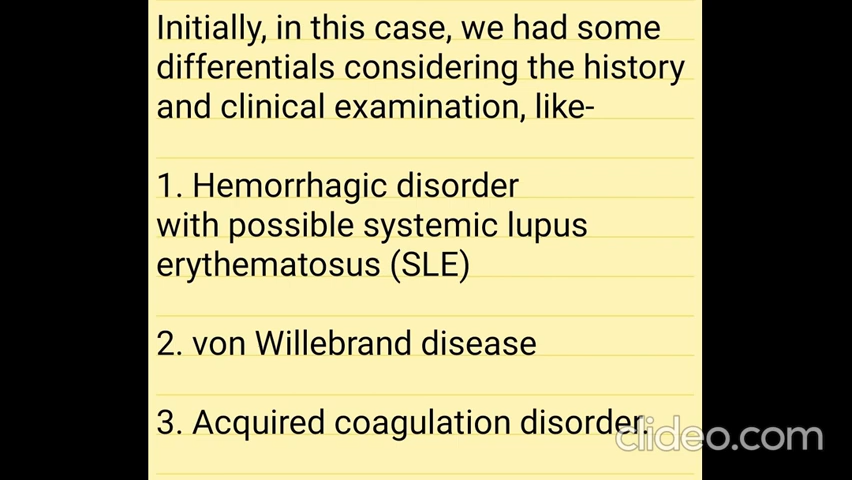 Initially, in this case, we had some
differentials considering the history
and clinical examination, like-
1. Hemorrhagic disorder
with possible systemic lupus
erythematosus (SLE)
2. von Willebrand disease
3. Acquired coagulation disorder.
clideo.com